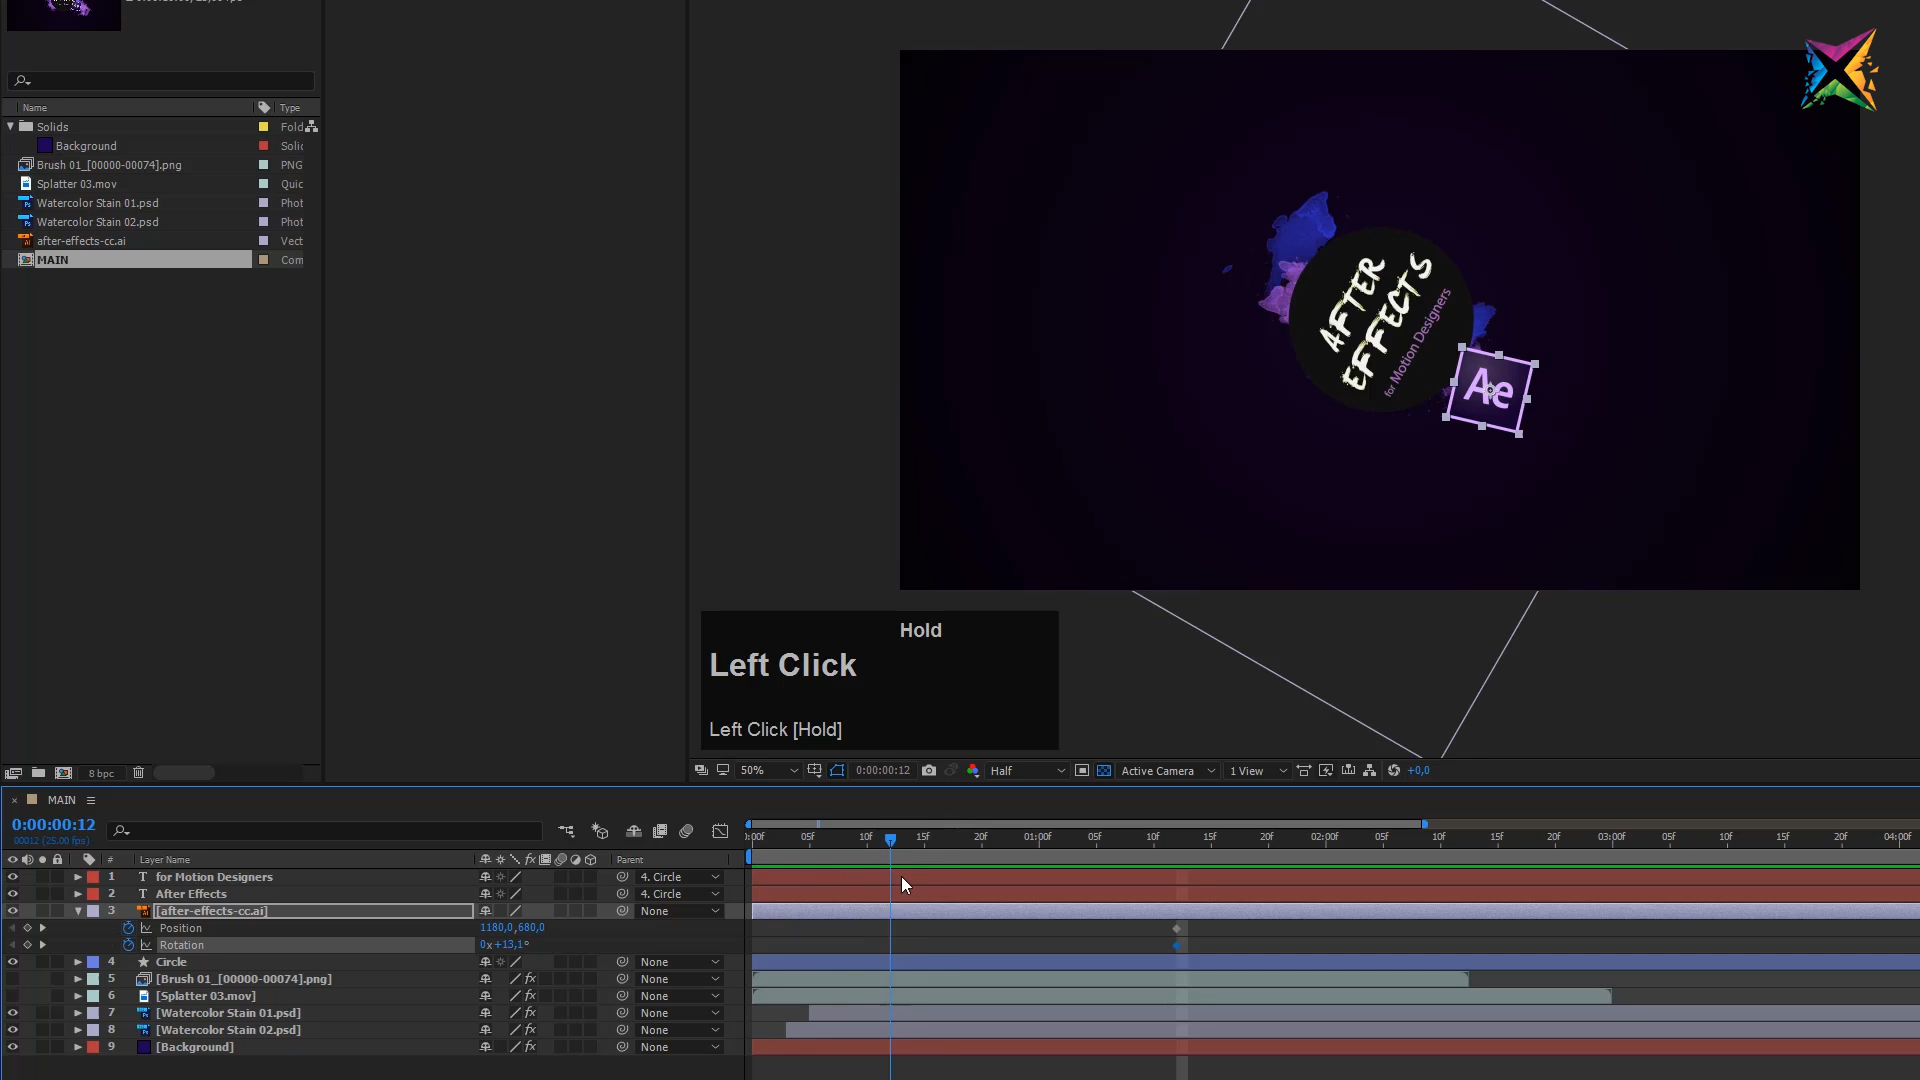 Name
Type
Solids
Fold
Background
Solic
Brush 01_[00000-00074].png
PNG
Splatter 03.mov
Quic
Watercolor Stain 01.psd
Phot
Watercolor Stain 02.psd
Phot
after-effects-cc.ai
Vect
MAIN
Com
AFTER
EFFECTS
for Motion Designers
Ae
Hold
Left Click
Left Click [Hold]
8 bpc
50%
0:00:00:12
Half
Active Camera
1 View
+0,0
MAIN
0:00:00:12
00012 (25.00 fps)
):00f 05f 10f 15f 20f 01:00f 05f 10f 15f 20f 02:00f 05f 10f 15f 20f 03:00f 05f 10f 15f 20f 04:00f
# Layer Name fx Parent
1 T for Motion Designers 4. Circle
2 T After Effects 4. Circle
3 [after-effects-cc.ai] None
Position 1180,0,680,0
Rotation 0x+13,1°
4 Circle None
5 [Brush 01_[00000-00074].png] fx None
6 [Splatter 03.mov] fx None
7 [Watercolor Stain 01.psd] fx None
8 [Watercolor Stain 02.psd] fx None
9 [Background] fx None